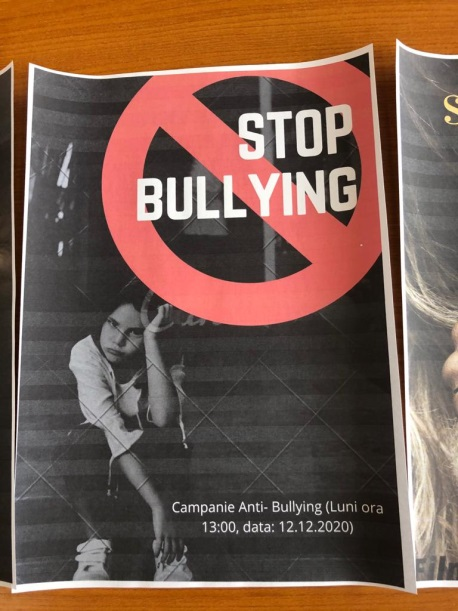 STOP
BULLYING
Campanie Anti- Bullying (Luni ora
13:00, data: 12.12.2020)
S